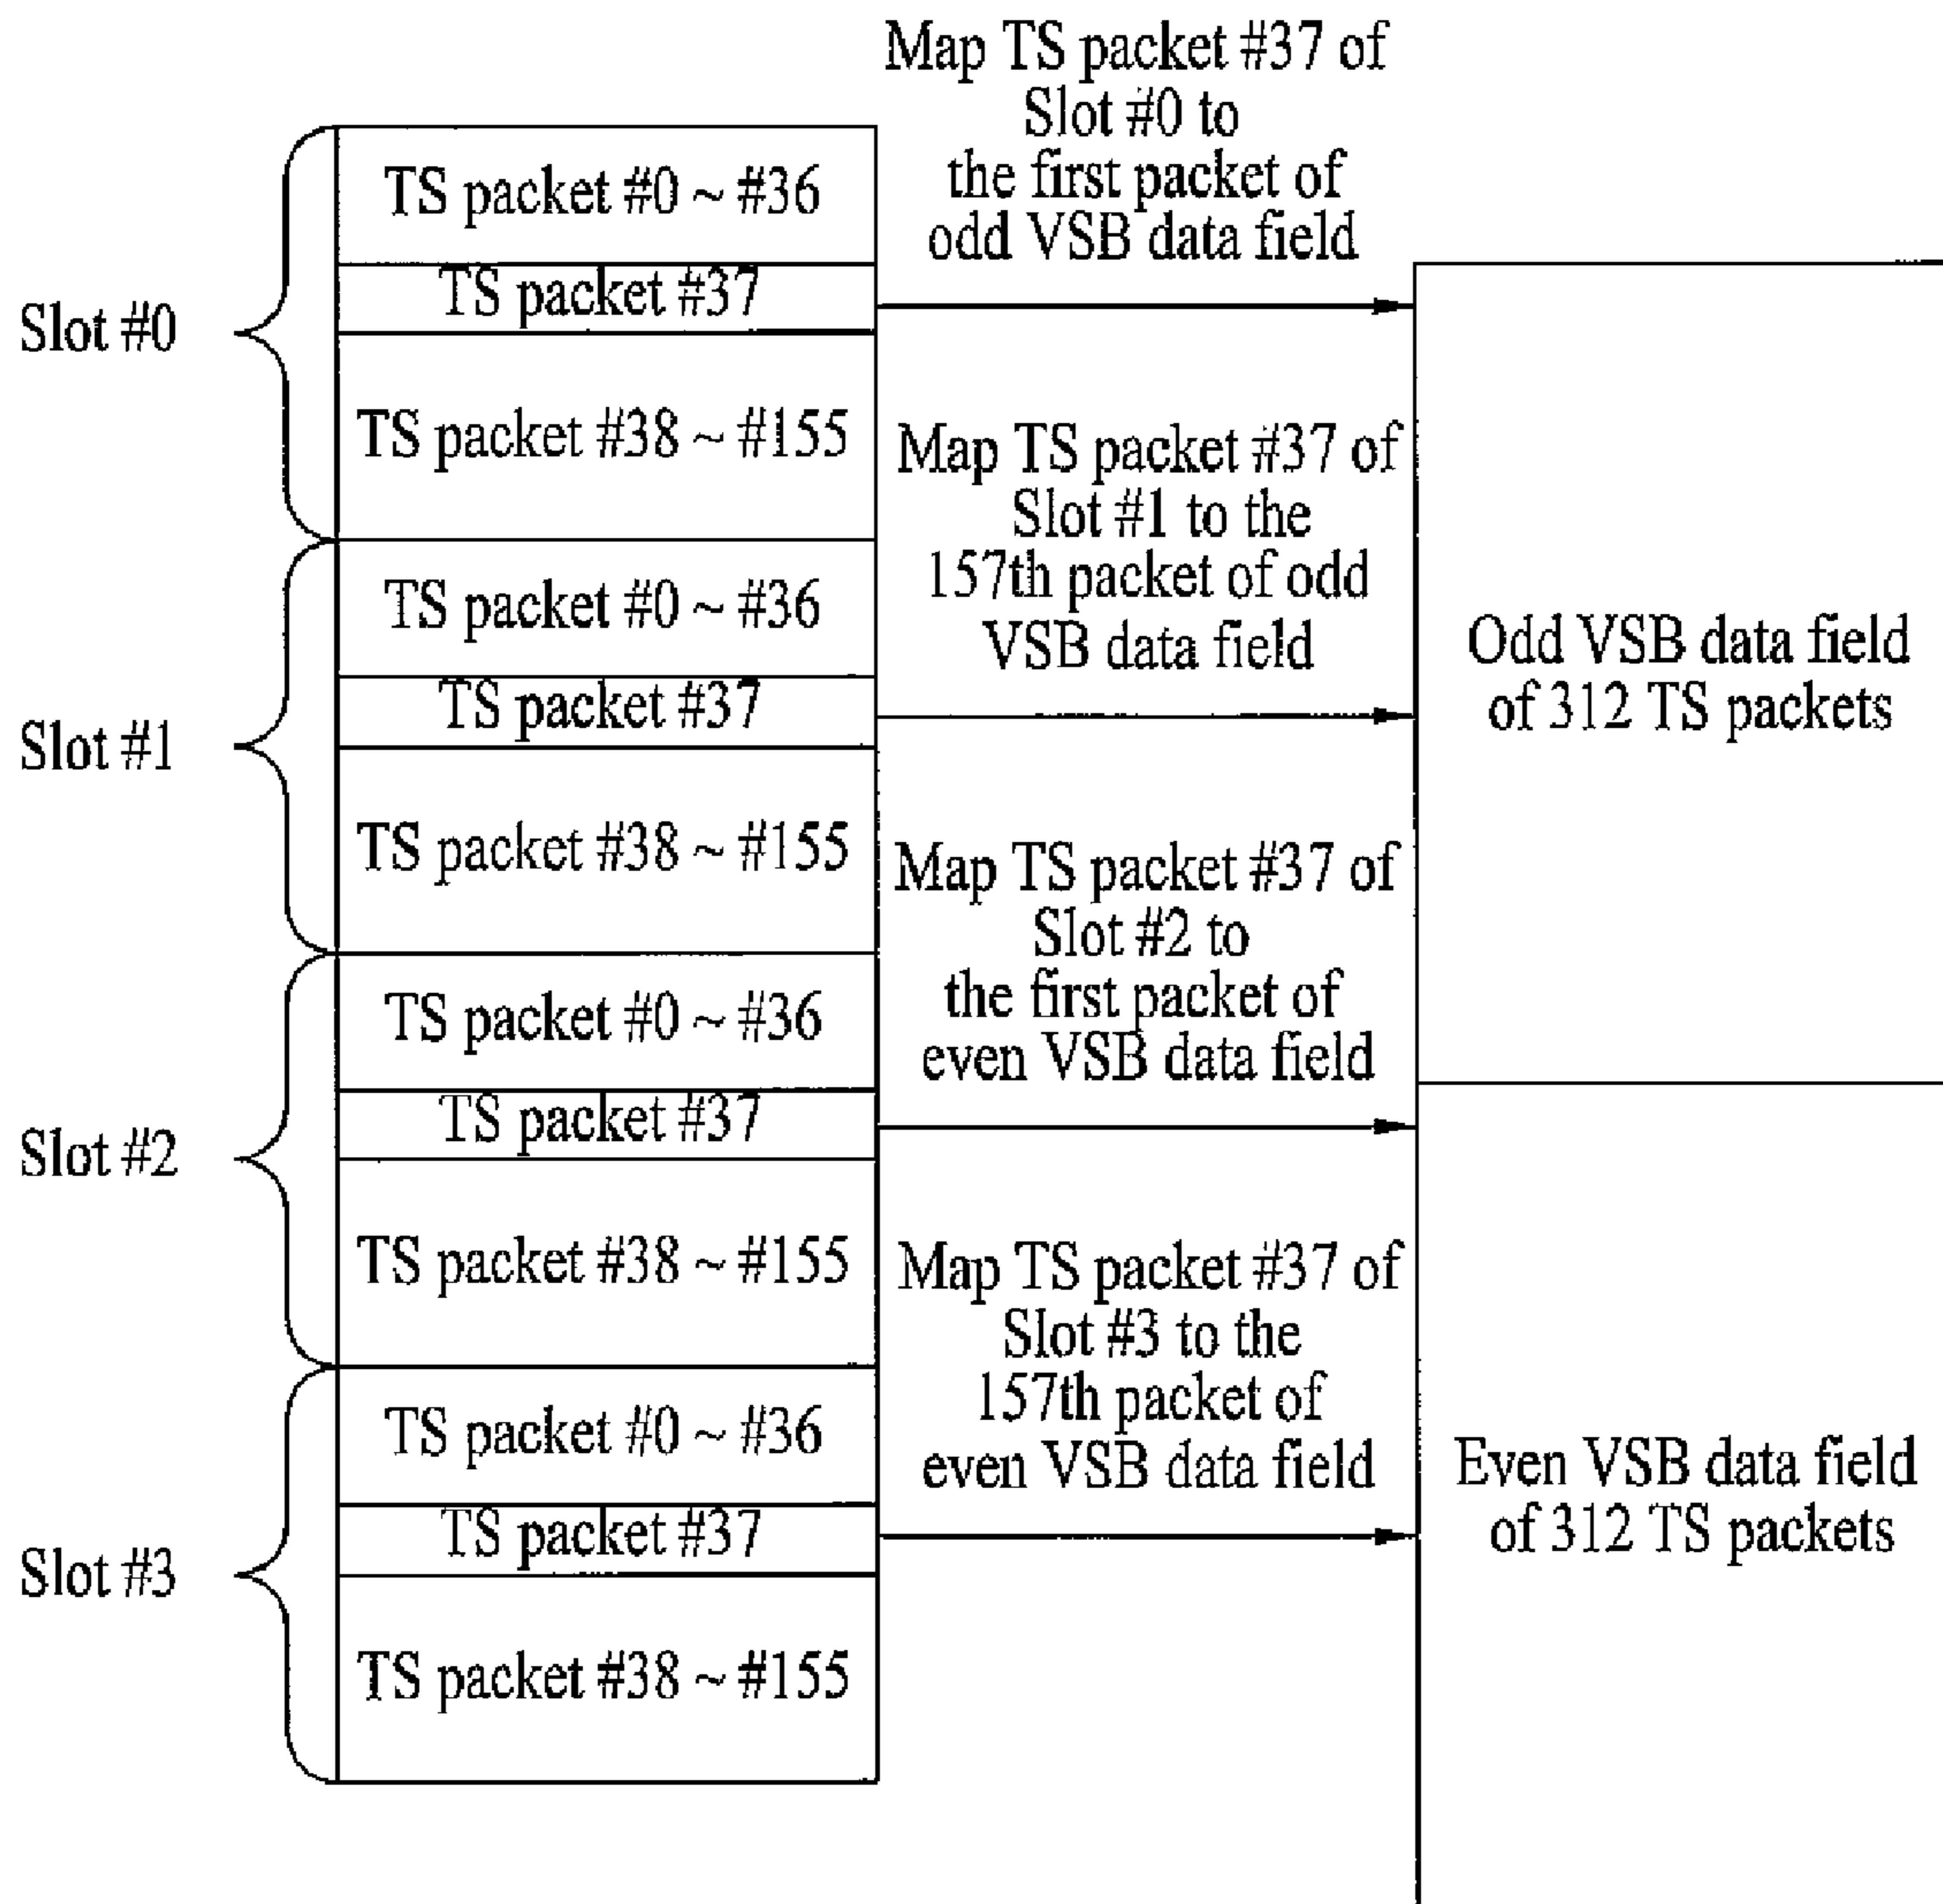 Map TS packet #37 of
Slot #0 to
the first packet of
odd VSB data field
Slot #0
TS packet #0 ~ #36
TS packet #37
TS packet #38 ~ #155
Map TS packet #37 of
Slot #1 to the
157th packet of odd
VSB data field
Slot #1
TS packet #0 ~ #36
TS packet #37
TS packet #38 ~ #155
Odd VSB data field
of 312 TS packets
Map TS packet #37 of
Slot #2 to
the first packet of
even VSB data field
Slot #2
TS packet #0 ~ #36
TS packet #37
TS packet #38 ~ #155
Map TS packet #37 of
Slot #3 to the
157th packet of
even VSB data field
Slot #3
TS packet #0 ~ #36
TS packet #37
TS packet #38 ~ #155
Even VSB data field
of 312 TS packets